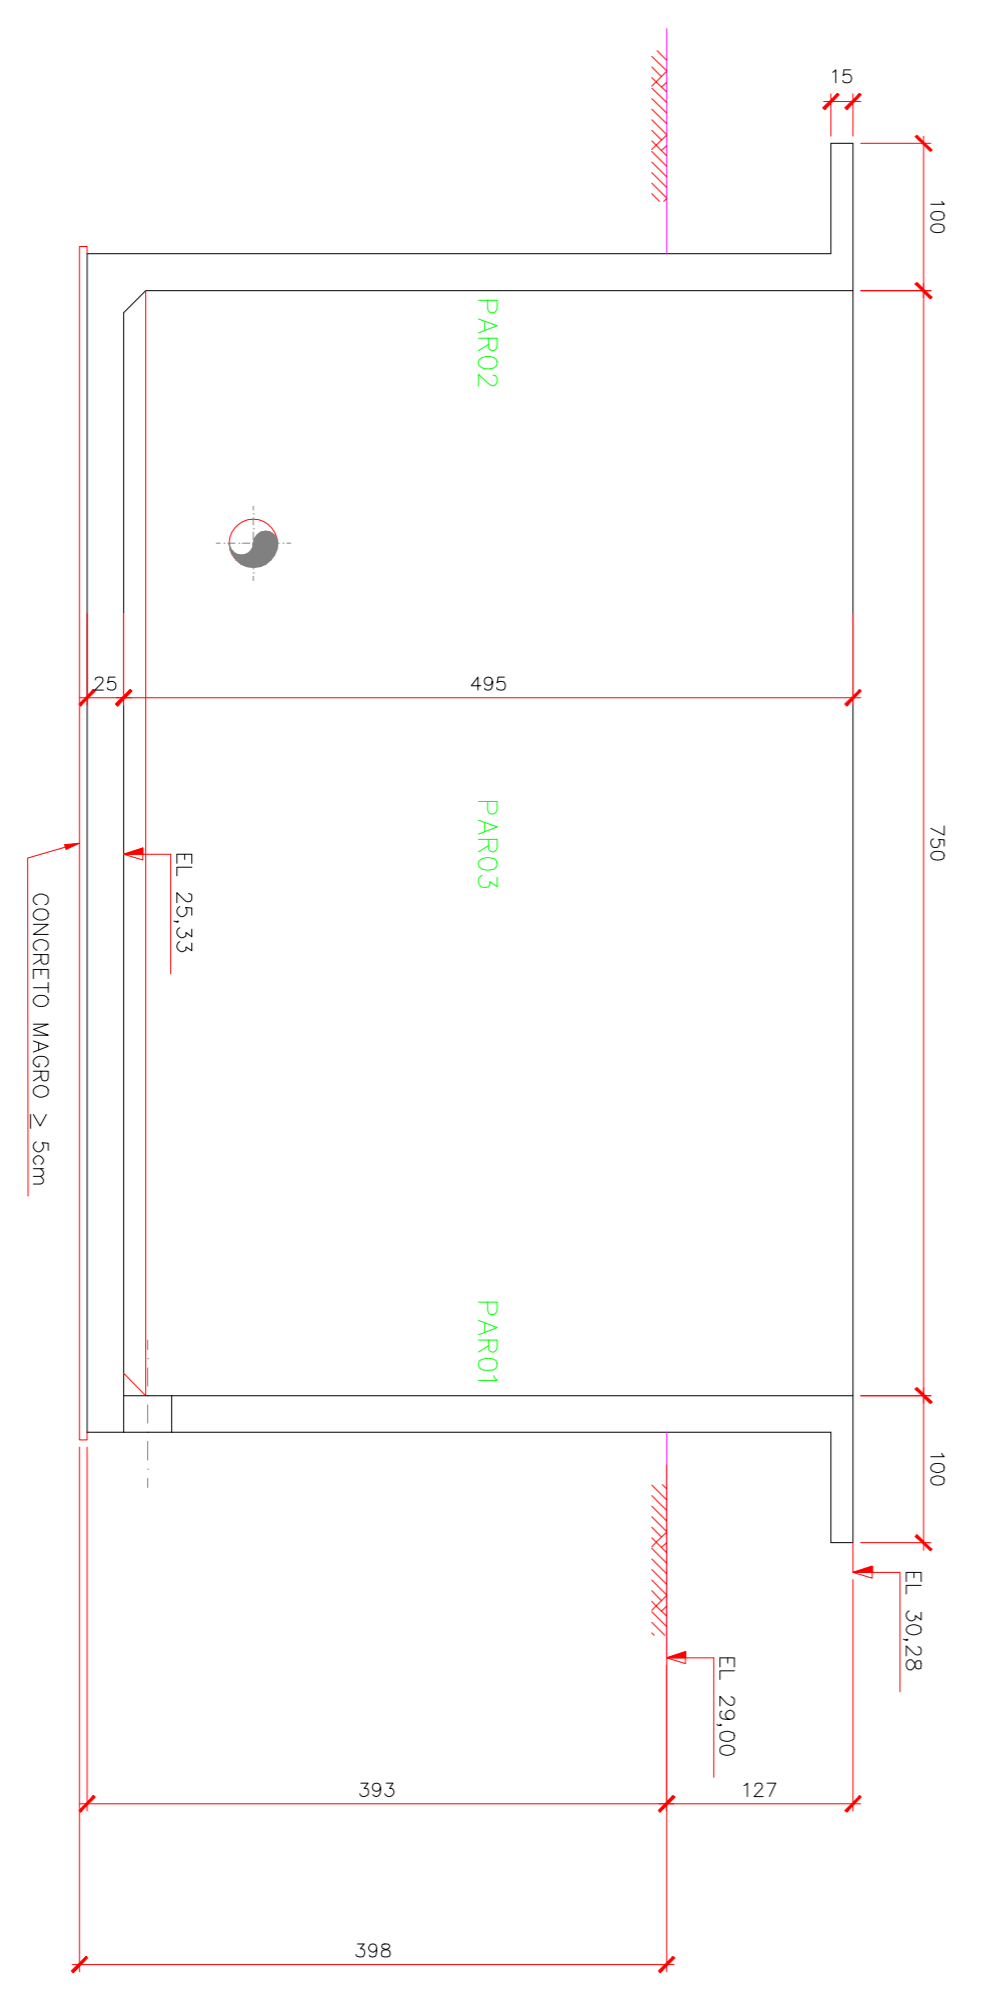 15
100
PAR02
25
495
PAR03
750
EL 25,33
CONCRETO MAGRO ≥ 5cm
PAR01
100
EL 30,28
EL 29,00
393
127
398